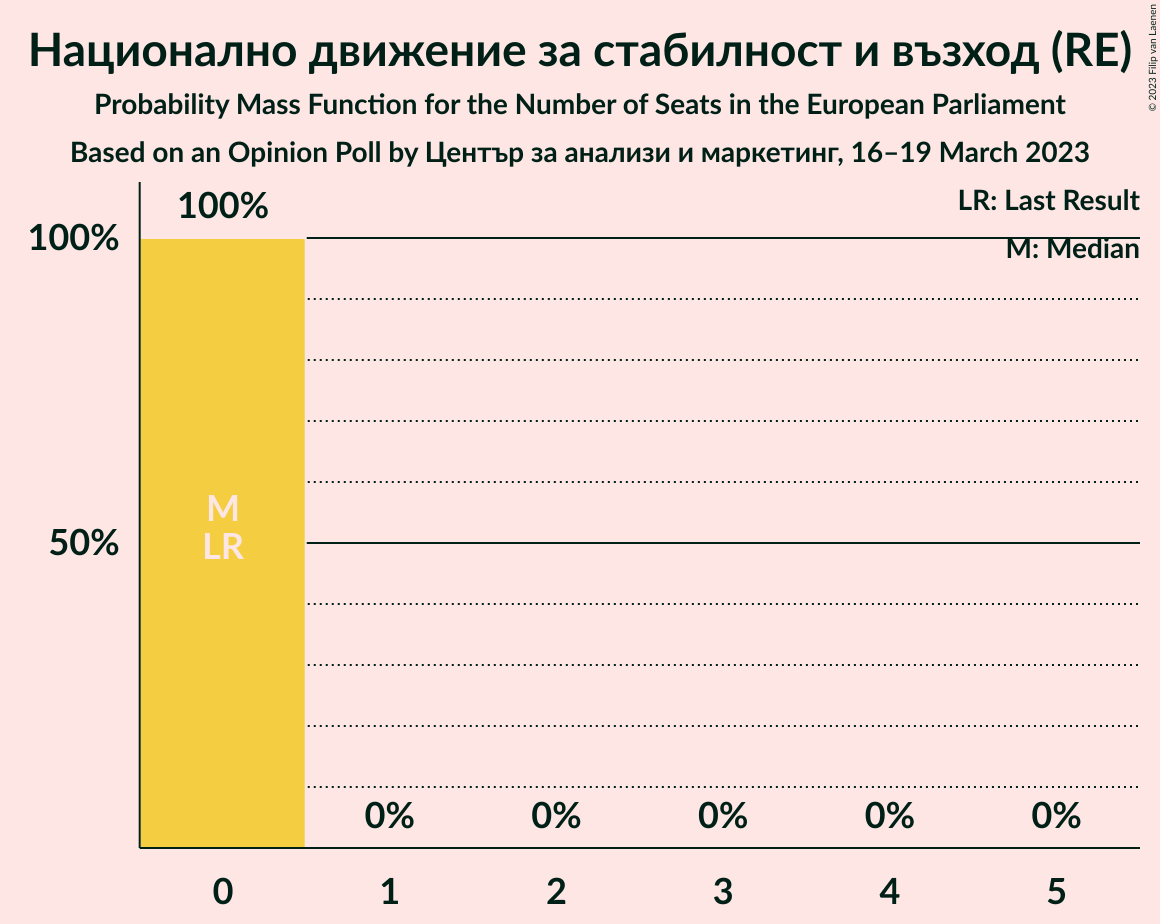 Национално движение за стабилност и възход (RE)
Probability Mass Function for the Number of Seats in the European Parliament
Based on an Opinion Poll by Център за анализи и маркетинг, 16–19 March 2023
© 2023 Filip van Laenen
LR: Last Result
M: Median
100%
100%
50%
M
LR
0% 0% 0% 0% 0%
0 1 2 3 4 5